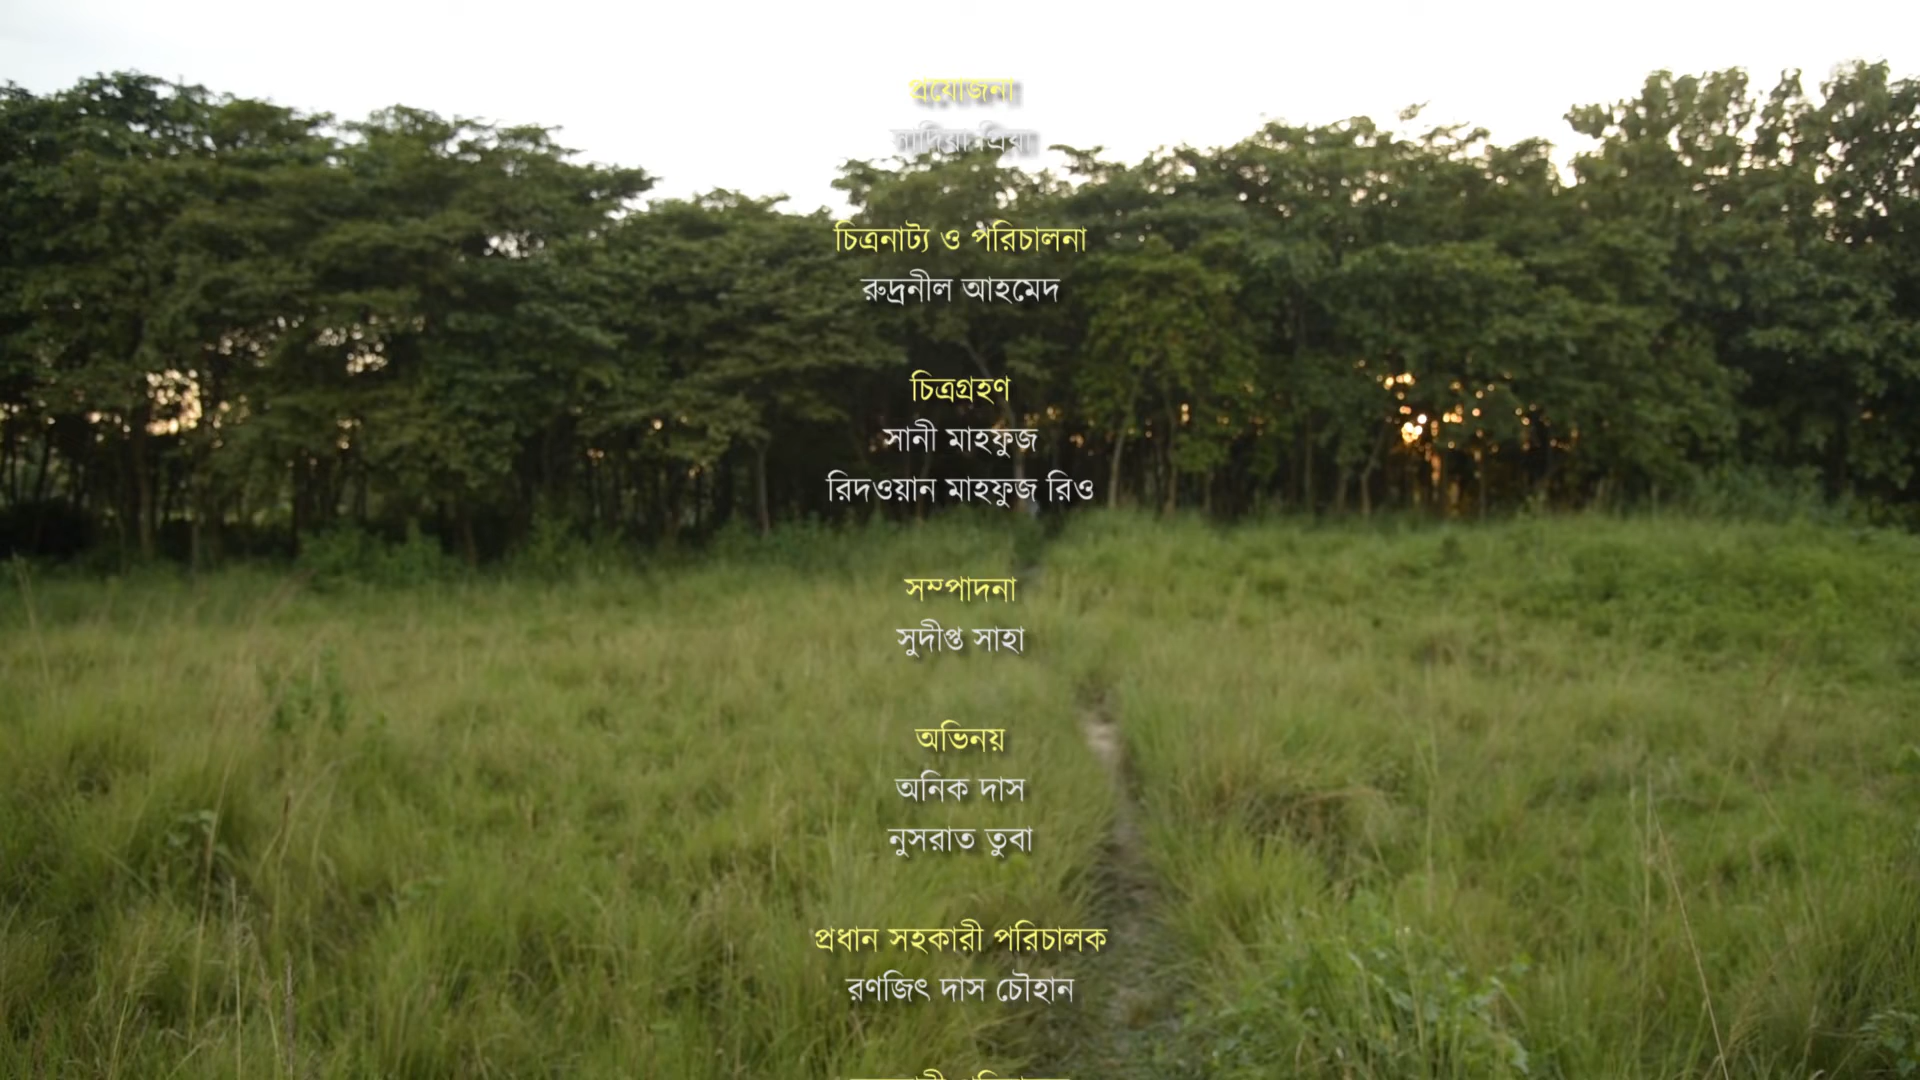 প্রযোজনা
চিত্রনাট্য ও পরিচালনা
রুদ্রনীল আহমেদ
চিত্রগ্রহণ
সানী মাহফুজ
রিদওয়ান মাহফুজ রিও
সম্পাদনা
সুদীপ্ত সাহা
অভিনয়
অনিক দাস
নুসরাত তুবা
প্রধান সহকারী পরিচালক
রণজিৎ দাস চৌহান